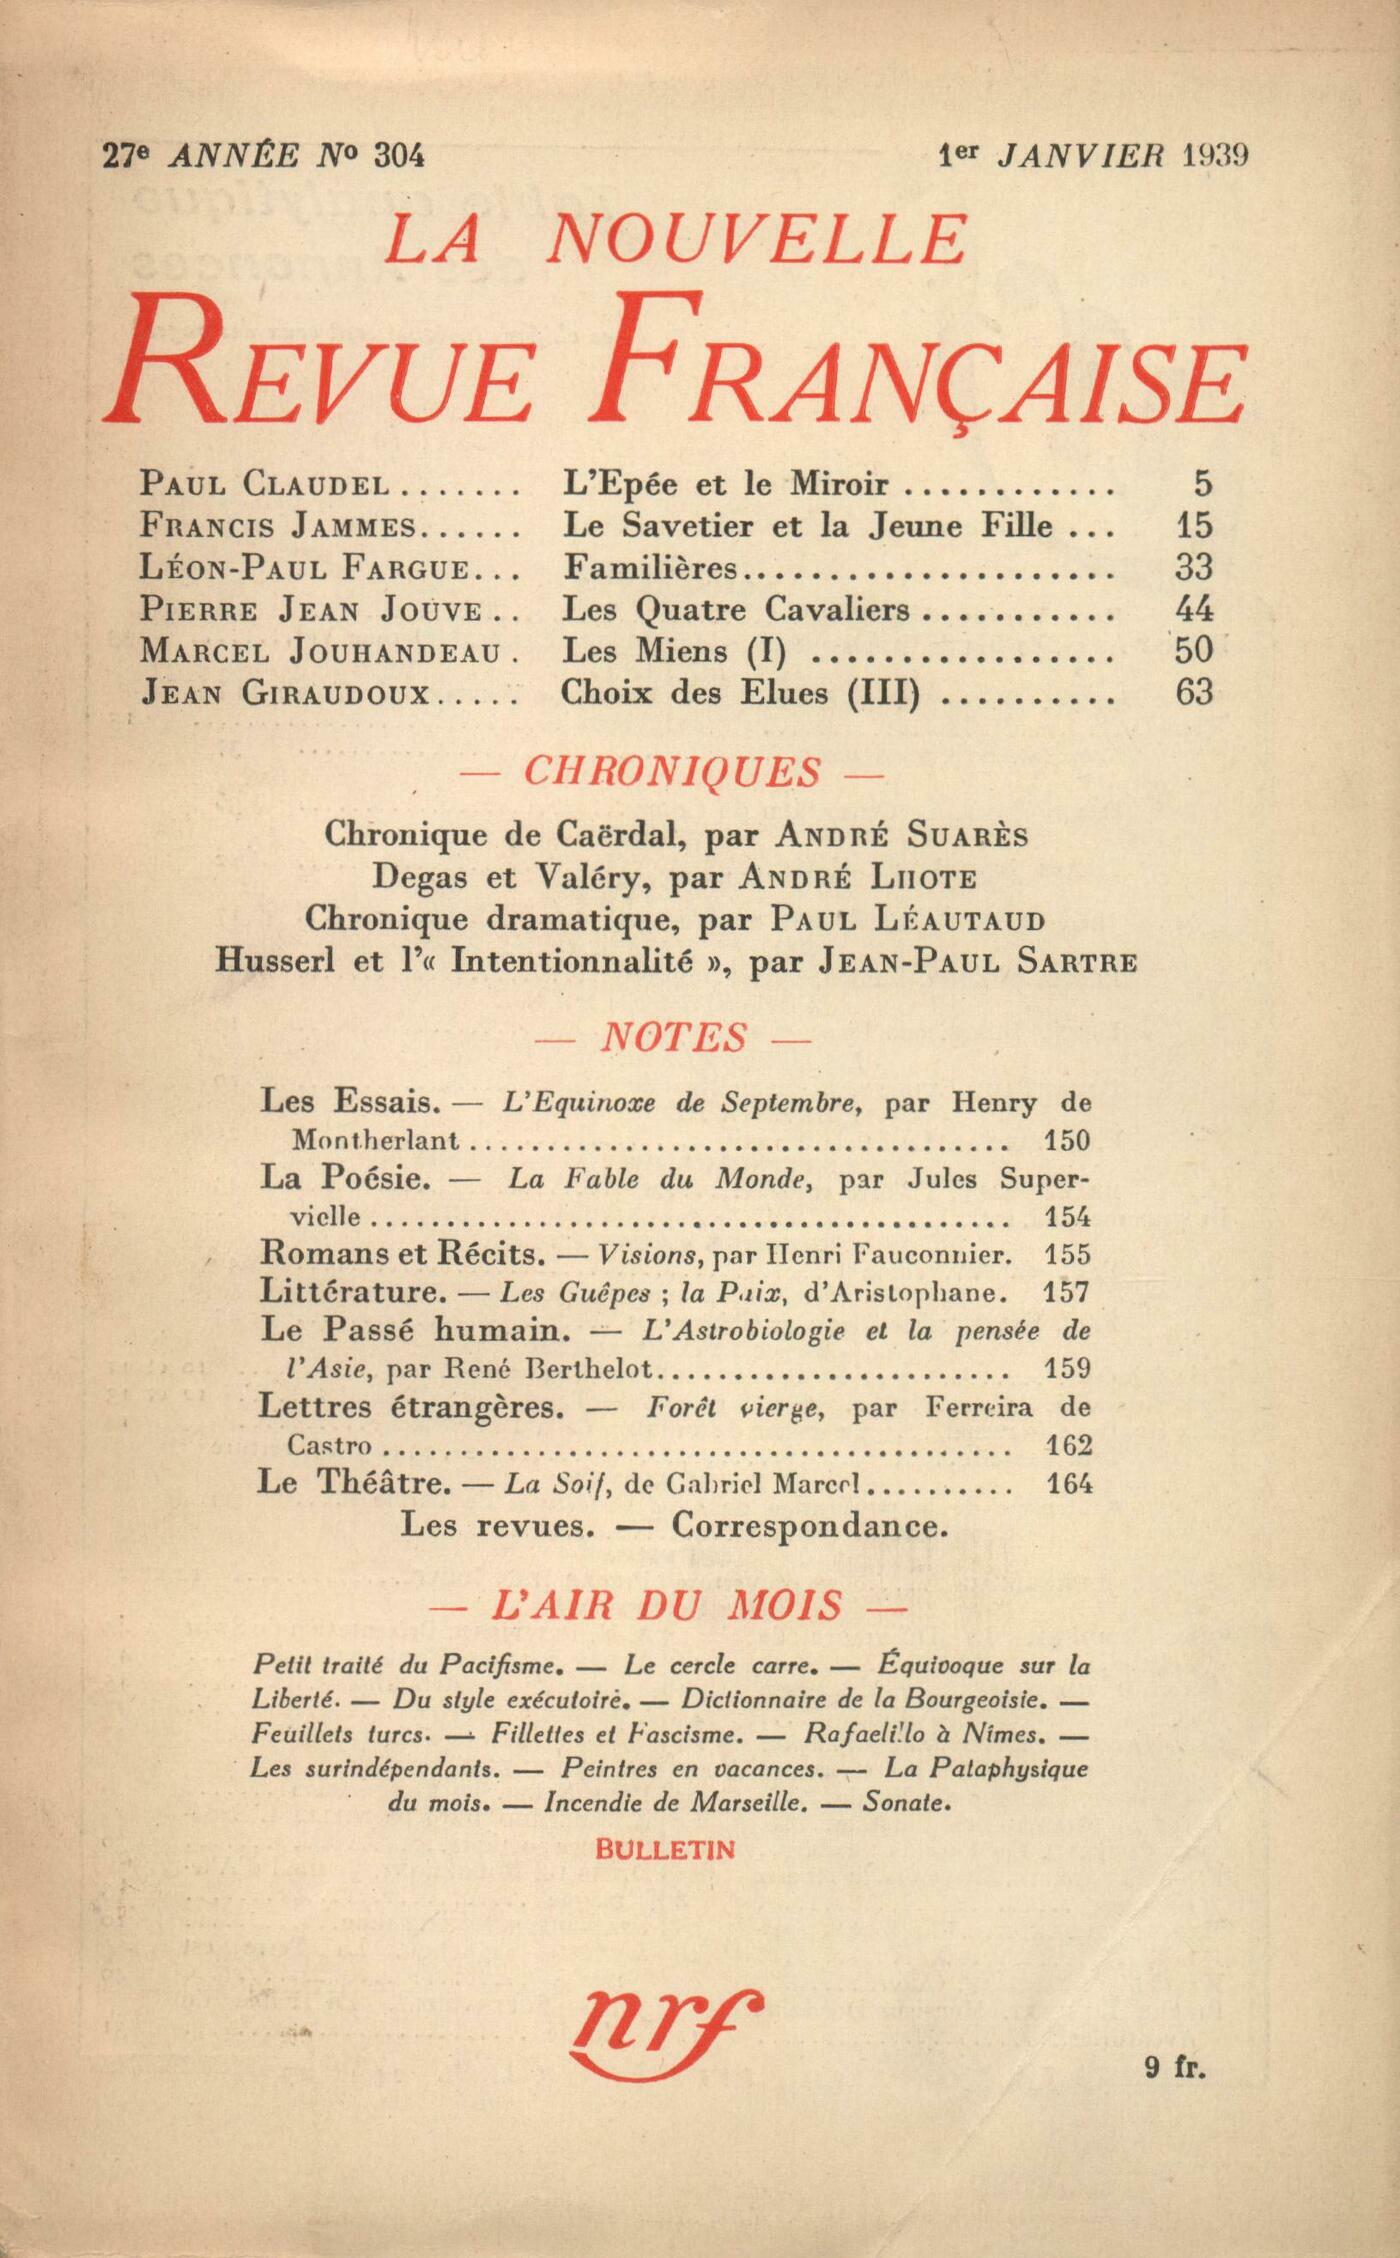 27e ANNÉE No 304
1er JANVIER 1939
LA NOUVELLE
REVUE FRANÇAISE
PAUL CLAUDEL ....... L'Epée et le Miroir ............ 5
FRANCIS JAMMES...... Le Savetier et la Jeune Fille ... 15
LÉON-PAUL FARGUE... Familières...................... 33
PIERRE JEAN JOUVE .. Les Quatre Cavaliers ........... 44
MARCEL JOUHANDEAU . Les Miens (I) ................. 50
JEAN GIRAUDOUX..... Choix des Elues (III) .......... 63
— CHRONIQUES —
Chronique de Caërdal, par ANDRÉ SUARÈS
Degas et Valéry, par ANDRÉ LHOTE
Chronique dramatique, par PAUL LÉAUTAUD
Husserl et l'« Intentionnalité », par JEAN-PAUL SARTRE
— NOTES —
Les Essais. — L'Equinoxe de Septembre, par Henry de
Montherlant ................................... 150
La Poésie. — La Fable du Monde, par Jules Super-
vielle .......................................... 154
Romans et Récits. — Visions, par Henri Fauconnier. 155
Littérature. — Les Guêpes ; la Paix, d'Aristophane. 157
Le Passé humain. — L'Astrobiologie et la pensée de
l'Asie, par René Berthelot....................... 159
Lettres étrangères. — Forêt vierge, par Ferreira de
Castro ......................................... 162
Le Théâtre. — La Soif, de Gabriel Marcel.......... 164
Les revues. — Correspondance.
— L'AIR DU MOIS —
Petit traité du Pacifisme. — Le cercle carre. — Équivoque sur la
Liberté. — Du style exécutoire. — Dictionnaire de la Bourgeoisie. —
Feuillets turcs. — Fillettes et Fascisme. — Rafaelillo à Nîmes. —
Les surindépendants. — Peintres en vacances. — La Pataphysique
du mois. — Incendie de Marseille. — Sonate.
BULLETIN
nrf
9 fr.